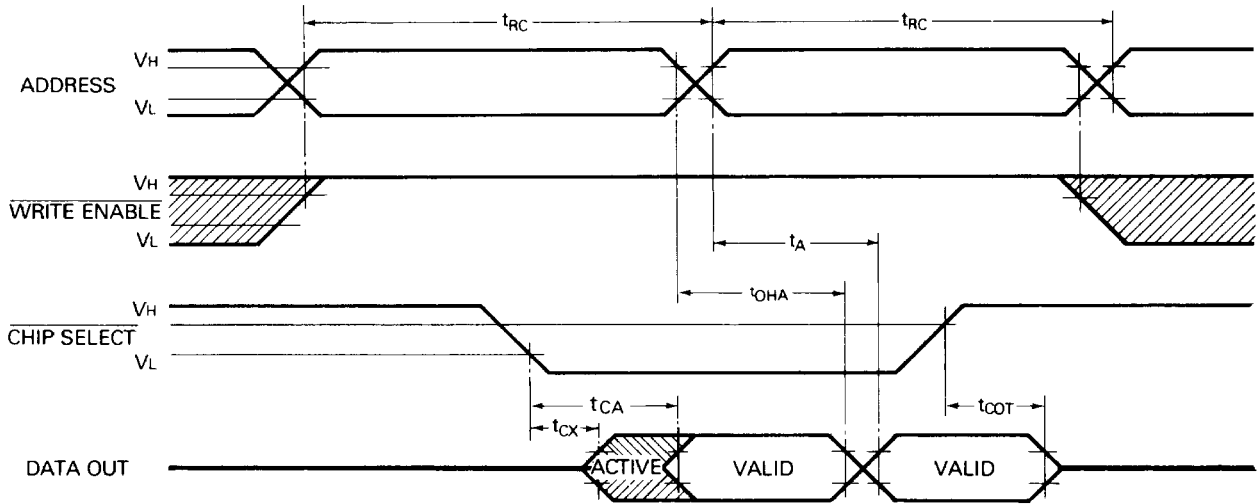 tRC tRC
VH
ADDRESS
VL
VH
WRITE ENABLE
VL
tA
tOHA
VH
CHIP SELECT
VL
tCA
tCX
tCOT
DATA OUT ACTIVE VALID VALID